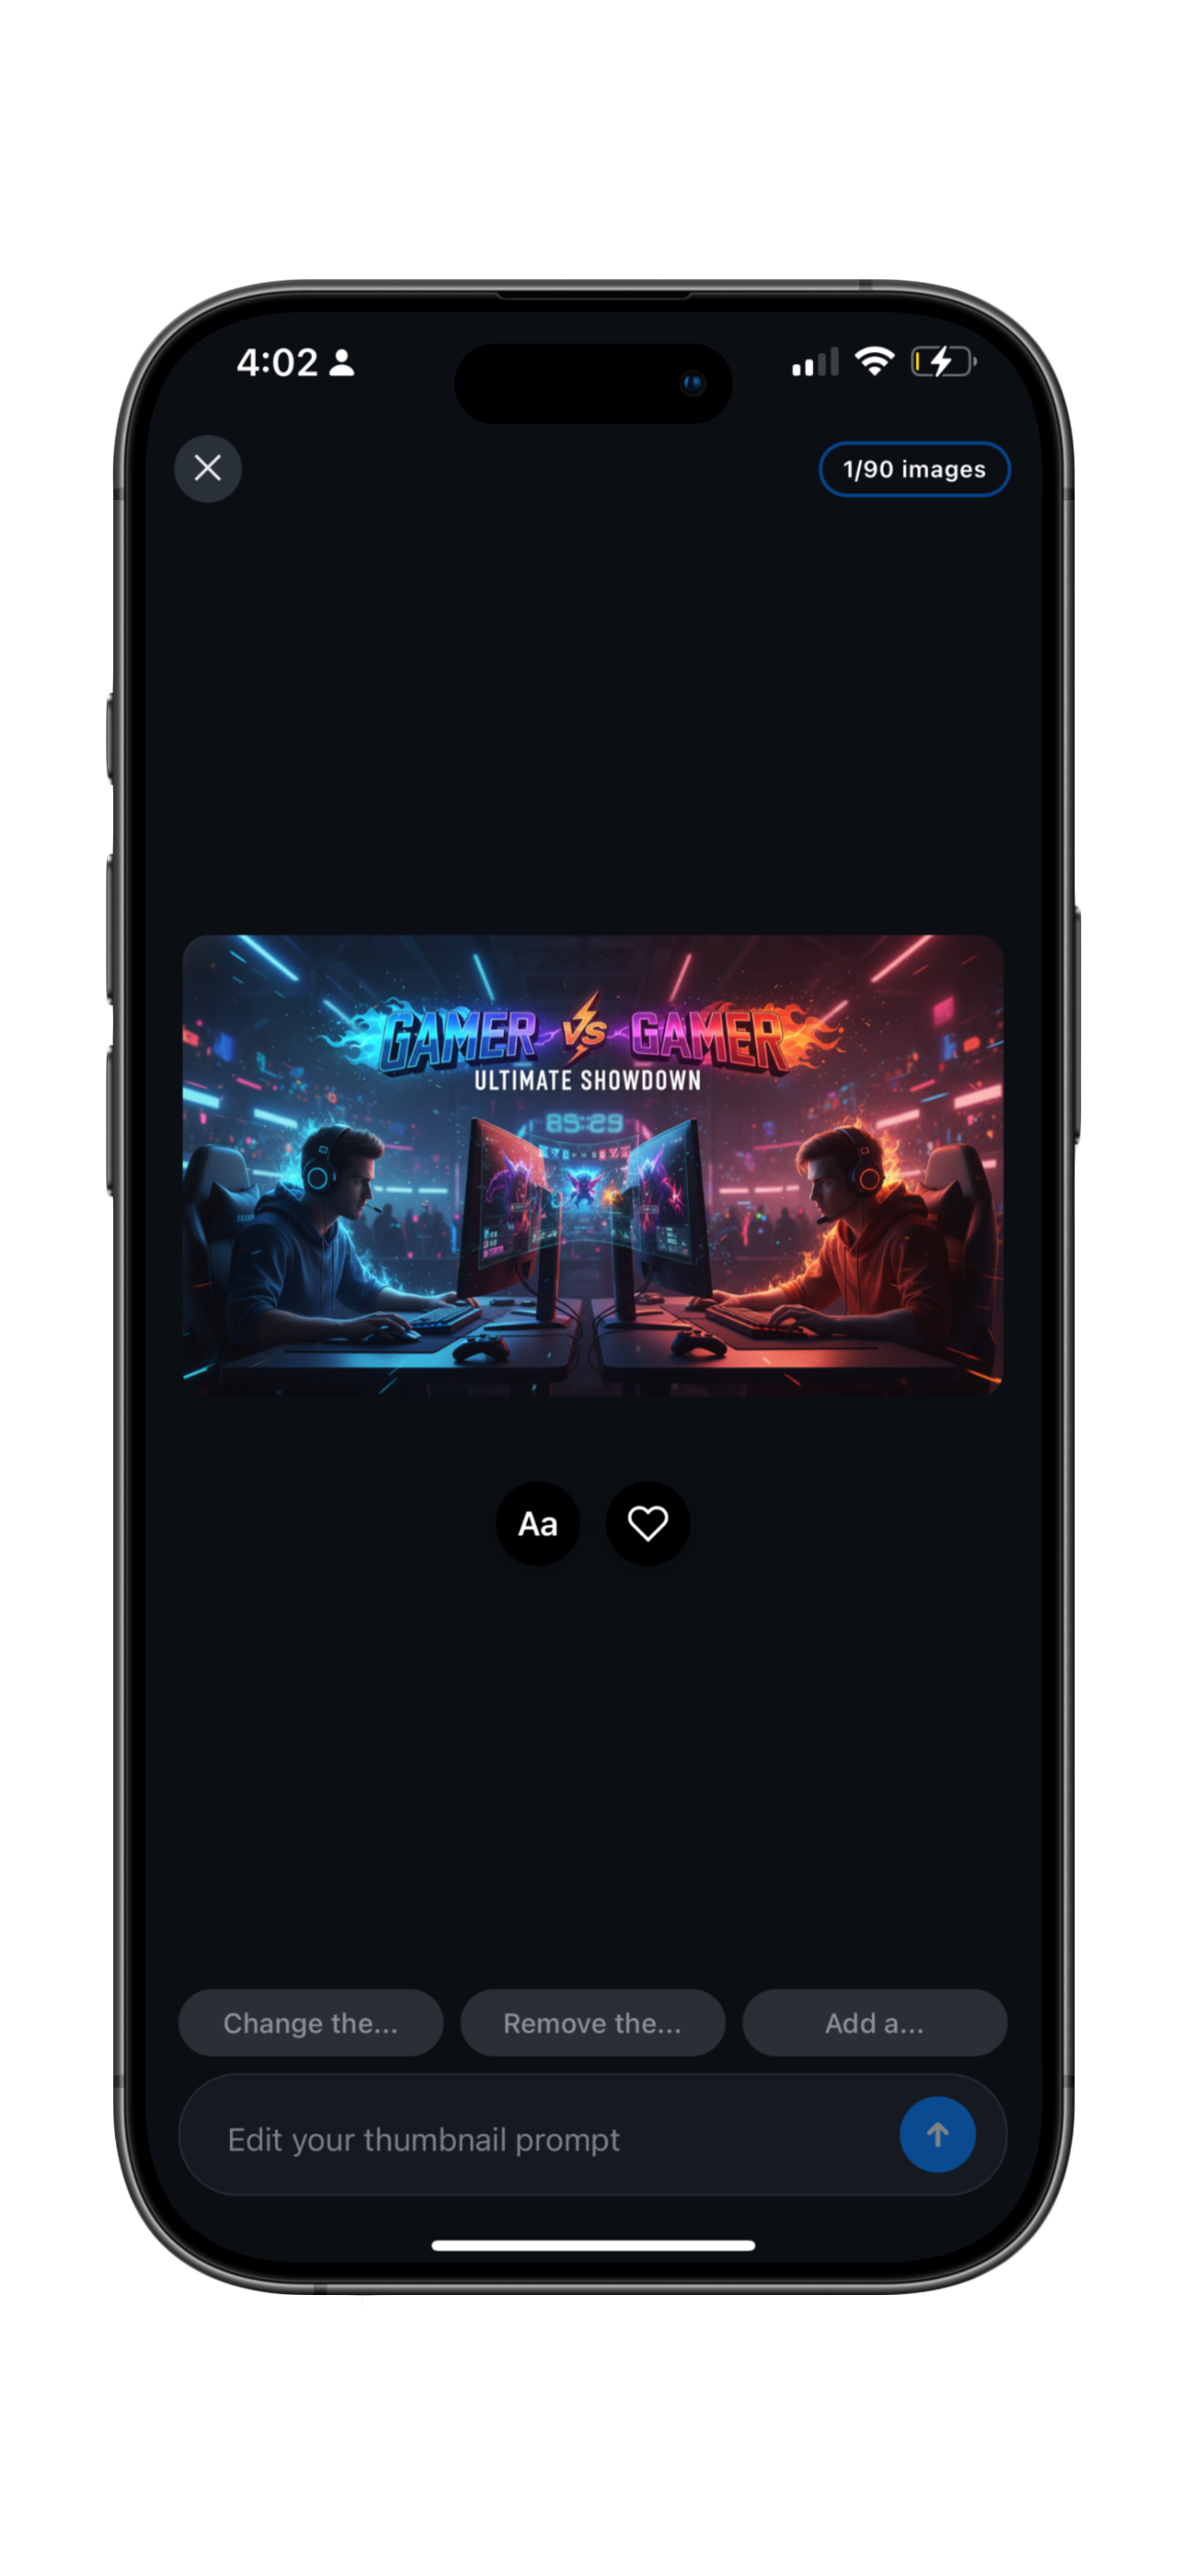 4:02
1/90 images
GAMER VS GAMER
ULTIMATE SHOWDOWN
85:29
Aa
Change the...
Remove the...
Add a...
Edit your thumbnail prompt